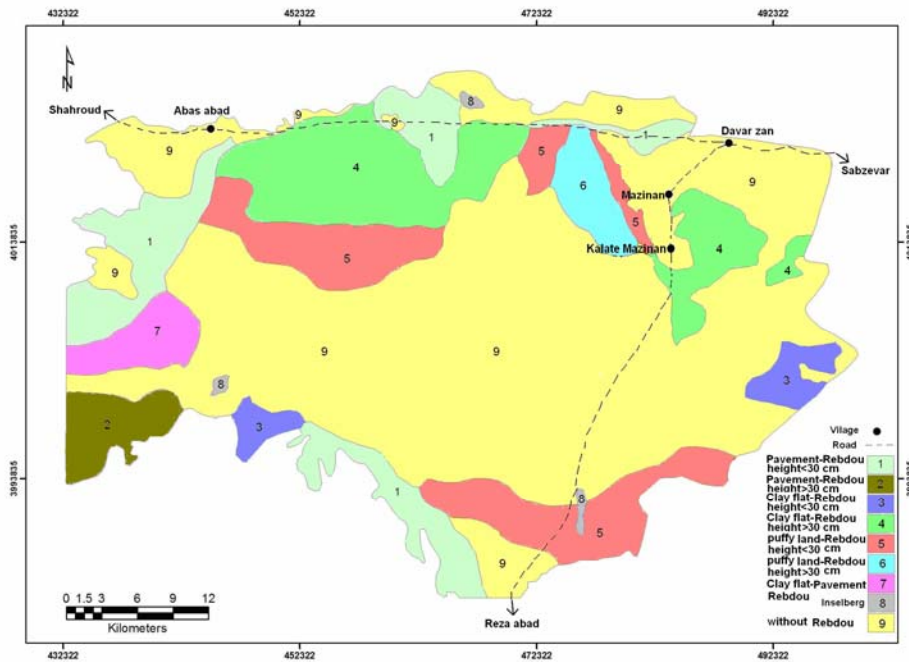 432322 452322 472322 492322
N
8
9
Shahroud
Abas abad
9
9
1
1
Davar zan
9
5
Sabzevar
4
6
9
Mazinan
4013835
1
5
4
Kalate Mazinan
5
4
9
7
9
9
3
8
2
3
Vilage
Road
3993835
1
8
5
9
Pavement-Rebdou
height<30 cm
1
Pavement-Rebdou
height>30 cm
2
Clay flat-Rebdou
height<30 cm
3
Clay flat-Rebdou
height>30 cm
4
puffy land-Rebdou
height<30 cm
5
puffy land-Rebdou
height>30 cm
6
Clay flat-Pavement
7
Rebdou
Inselberg
8
without Rebdou
9
0 1.5 3 6 9 12
Kilometers
Reza abad
432322 452322 472322 492322